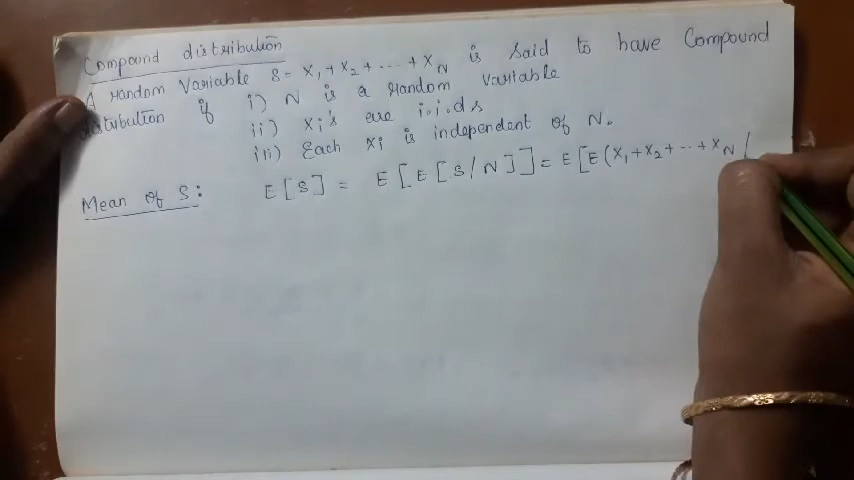 Compound distribution
A random Variable S = X₁ + X₂ + ... + X_N is said to have Compound
distribution if i) N is a random variable
ii) Xi's are i.i.d s
iii) Each Xi is independent of N.
Mean of S: E[S] = E[E[S/N]] = E[E(X₁+X₂+...+X_N /